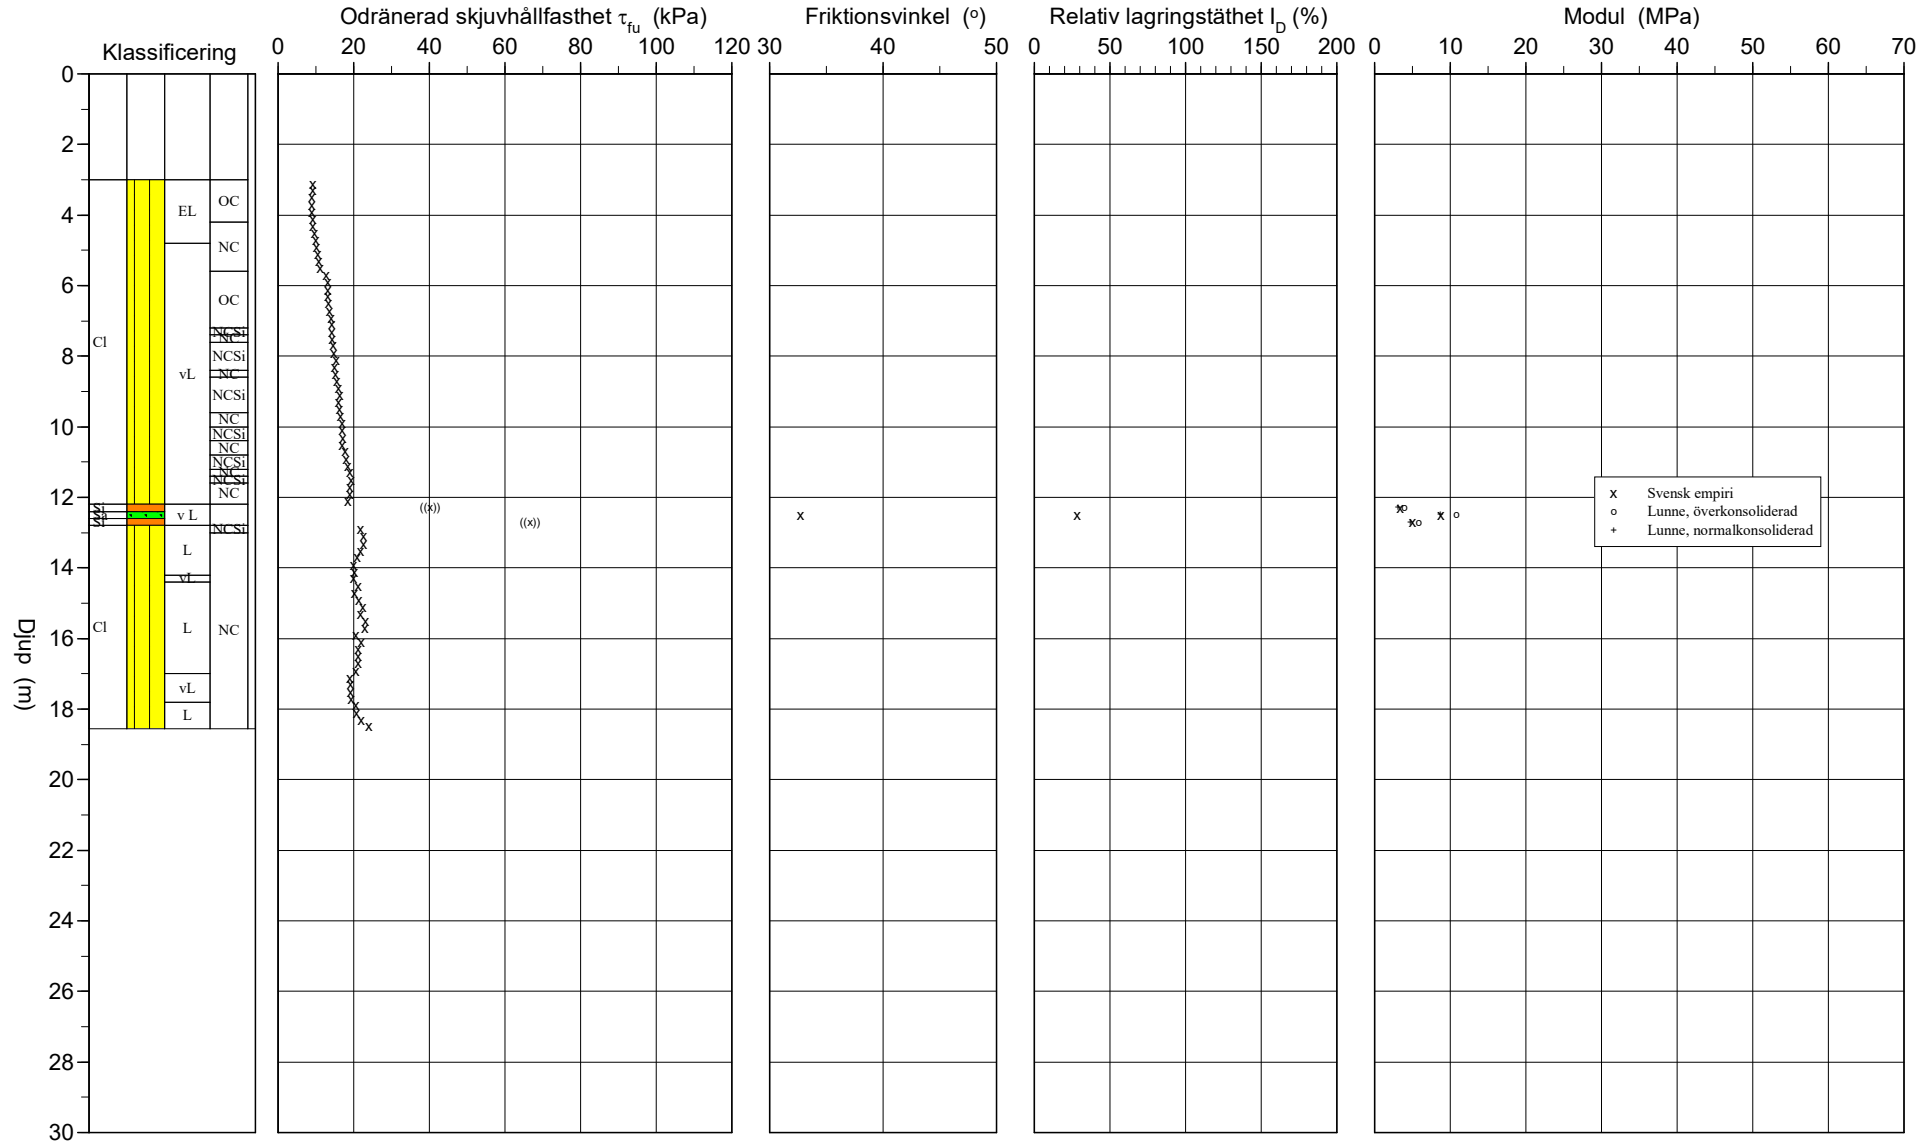 Odränerad skjuvhållfasthet τfu (kPa)
Friktionsvinkel (o)
Relativ lagringstäthet ID (%)
Modul (MPa)
Klassificering
0 20 40 60 80 100 120
30 40 50
0 50 100 150 200
0 10 20 30 40 50 60 70
Djup (m)
0
2
4
6
8
10
12
14
16
18
20
22
24
26
28
30
Cl
Si
Sa
Si
Cl
EL
vL
v L
L
vL
L
vL
L
OC
NC
OC
NCSi
NC
NCSi
NC
NCSi
NC
NCSi
NC
NCSi
NC
NCSi
NC
NCSi
NC
((x))
((x))
x Svensk empiri
o Lunne, överkonsoliderad
+ Lunne, normalkonsoliderad